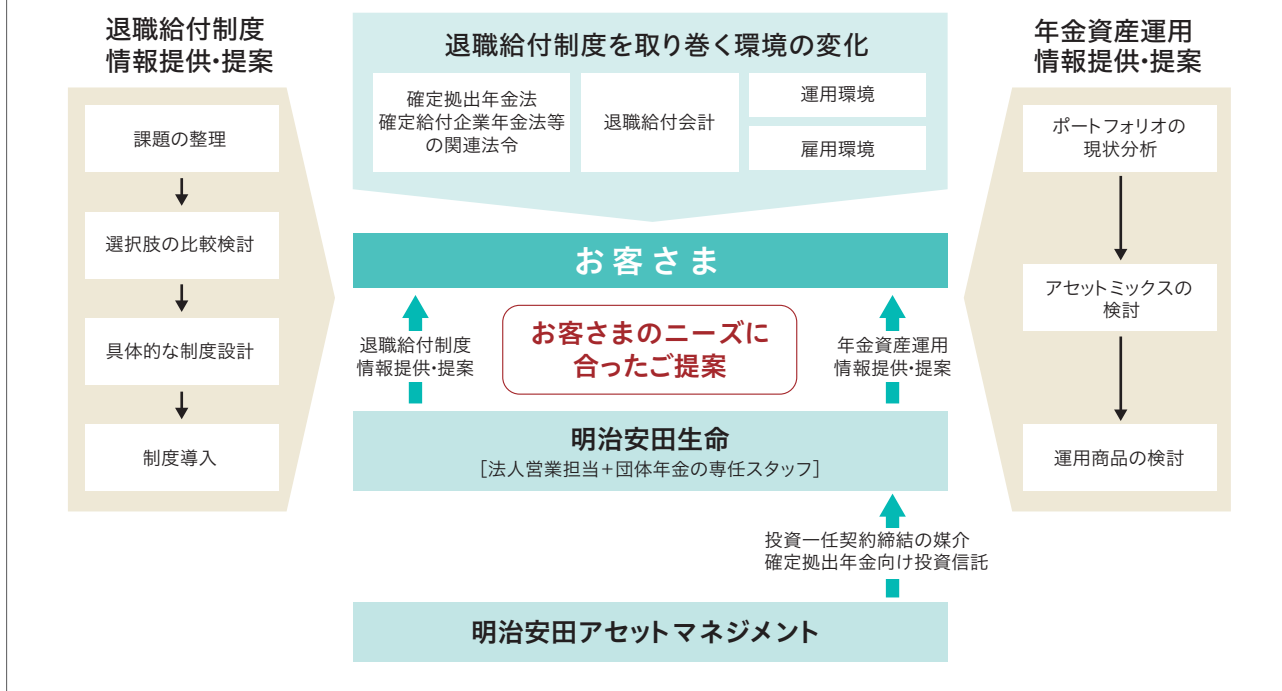 退職給付制度
情報提供・提案
課題の整理
選択肢の比較検討
具体的な制度設計
制度導入
退職給付制度を取り巻く環境の変化
確定拠出年金法
確定給付企業年金法等
の関連法令
退職給付会計
運用環境
雇用環境
お客さま
退職給付制度
情報提供・提案
お客さまのニーズに
合ったご提案
年金資産運用
情報提供・提案
明治安田生命
[法人営業担当+団体年金の専任スタッフ]
投資一任契約締結の媒介
確定拠出年金向け投資信託
明治安田アセットマネジメント
年金資産運用
情報提供・提案
ポートフォリオの
現状分析
アセットミックスの
検討
運用商品の検討